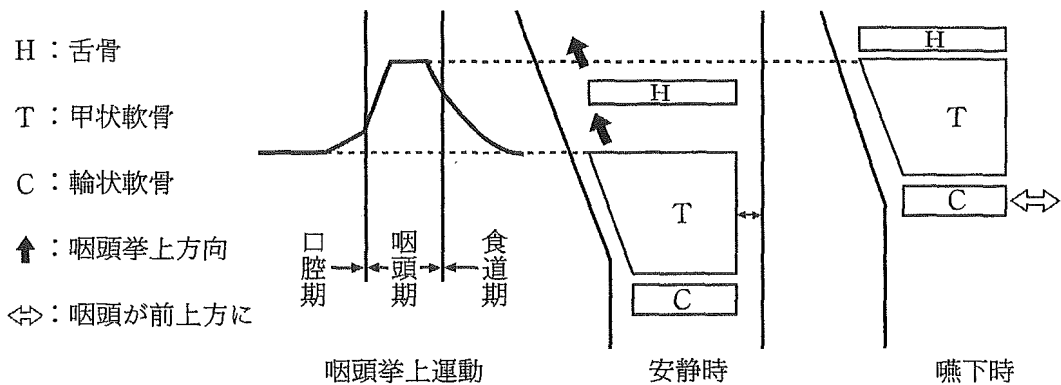 H：舌骨
T：甲状軟骨
C：輪状軟骨
：咽頭挙上方向
：咽頭が前上方に
口腔期
咽頭期
食道期
咽頭挙上運動
H
T
C
安静時
H
T
C
嚥下時